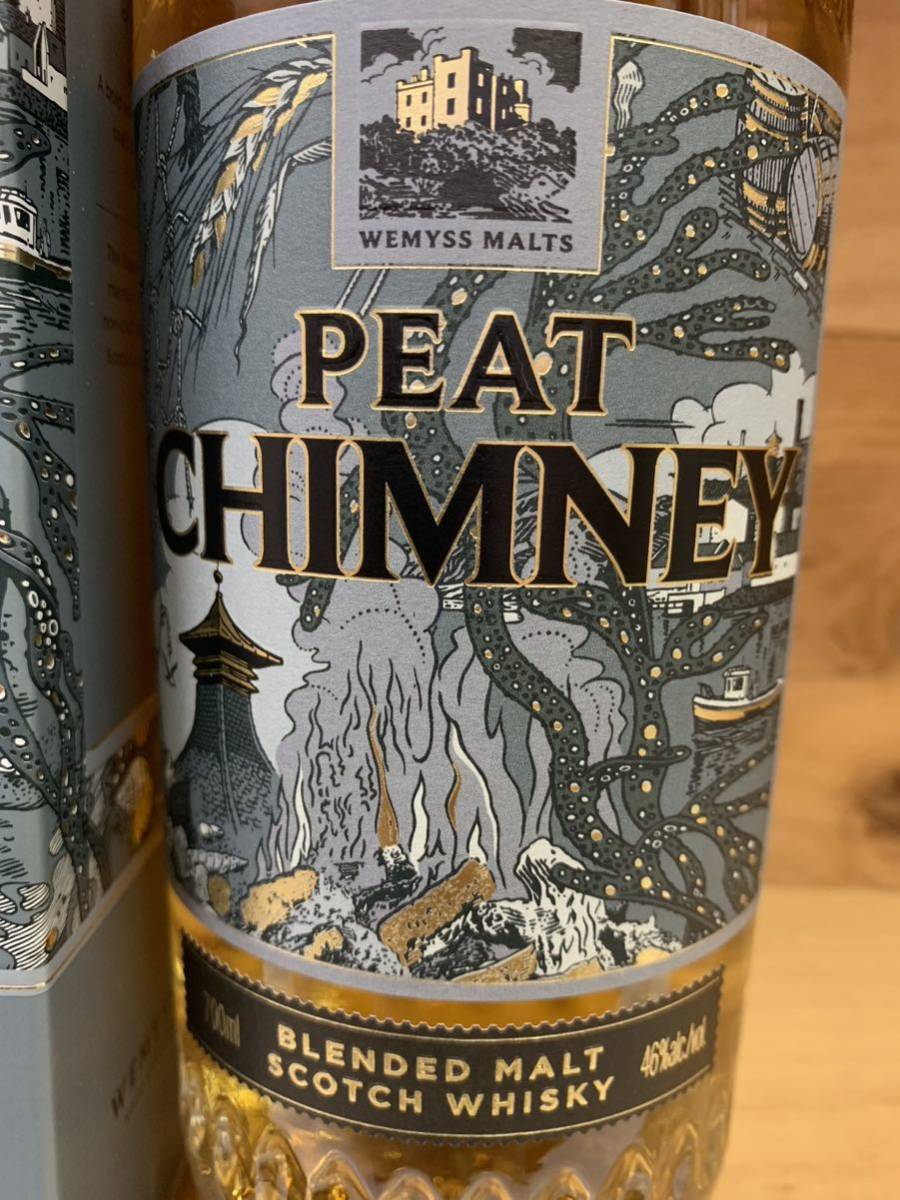 WEMYSS MALTS
PEAT
CHIMNEY
700ml
BLENDED MALT
SCOTCH WHISKY
46%alc/vol